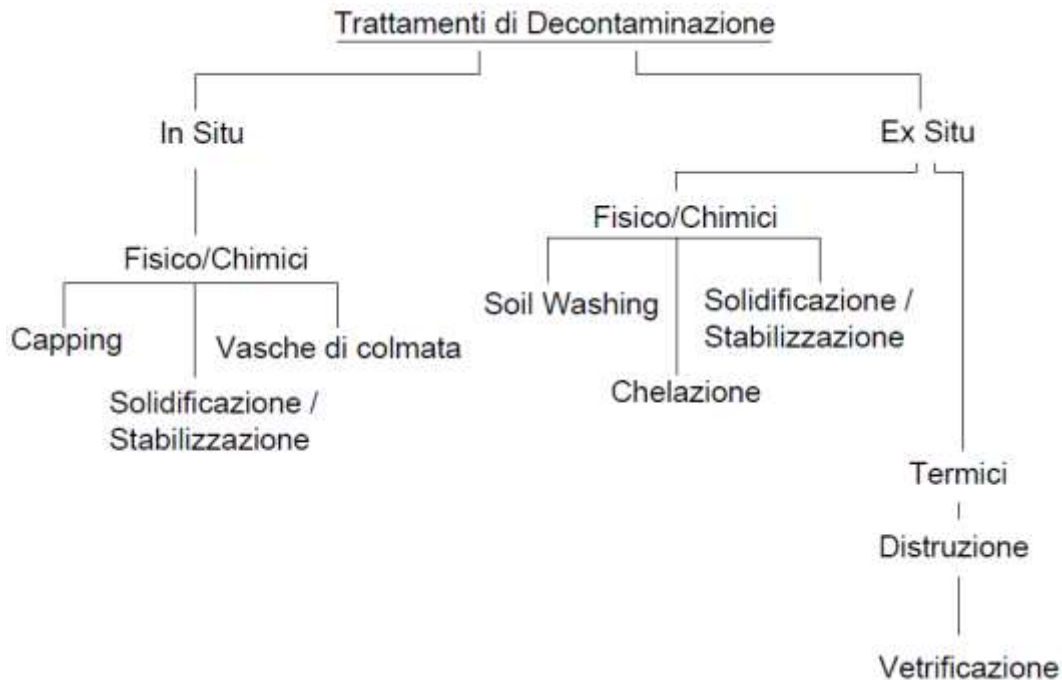 Trattamenti di Decontaminazione
In Situ
Ex Situ
Fisico/Chimici
Fisico/Chimici
Capping
Vasche di colmata
Solidificazione /
Stabilizzazione
Soil Washing
Solidificazione /
Stabilizzazione
Chelazione
Termici
Distruzione
Vetrificazione